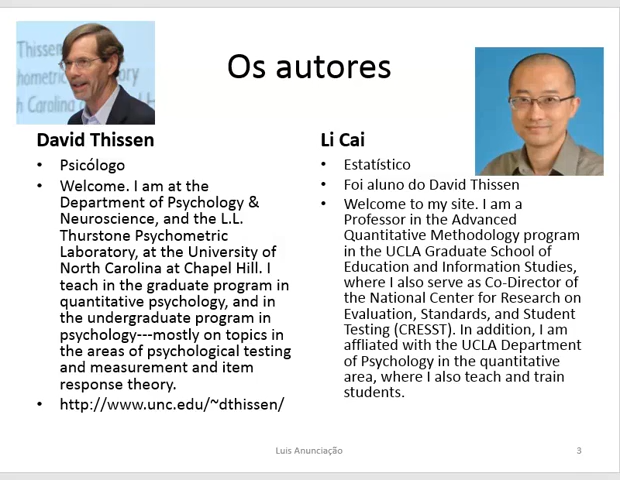 Thissen
hometric
ory
h Carolina at
H
Os autores
David Thissen
• Psicólogo
• Welcome. I am at the
Department of Psychology &
Neuroscience, and the L.L.
Thurstone Psychometric
Laboratory, at the University of
North Carolina at Chapel Hill. I
teach in the graduate program in
quantitative psychology, and in
the undergraduate program in
psychology---mostly on topics in
the areas of psychological testing
and measurement and item
response theory.
• http://www.unc.edu/~dthissen/
Li Cai
• Estatístico
• Foi aluno do David Thissen
• Welcome to my site. I am a
Professor in the Advanced
Quantitative Methodology program
in the UCLA Graduate School of
Education and Information Studies,
where I also serve as Co-Director of
the National Center for Research on
Evaluation, Standards, and Student
Testing (CRESST). In addition, I am
affliated with the UCLA Department
of Psychology in the quantitative
area, where I also teach and train
students.
Luis Anunciação
3